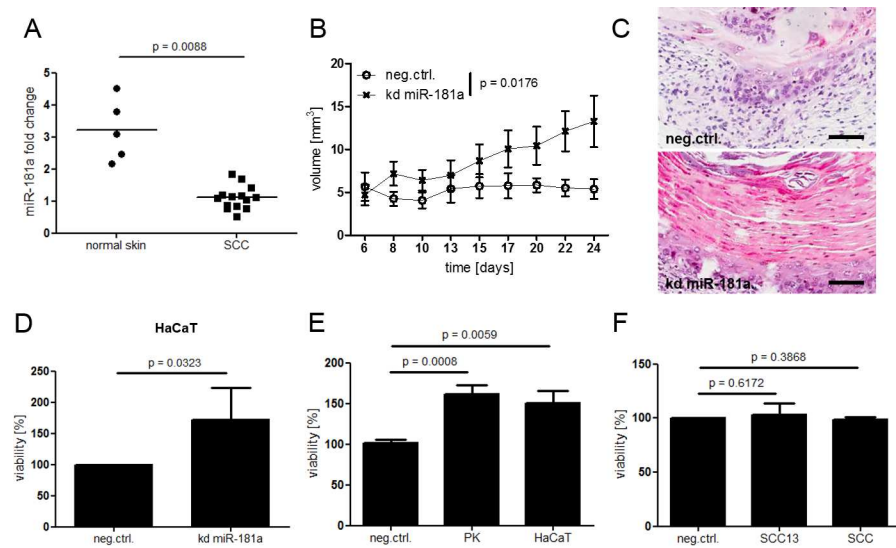 A
p = 0.0088
miR-181a fold change
5
4
3
2
1
0
normal skin
SCC
B
neg.ctrl.
kd miR-181a
p = 0.0176
volume [mm³]
20
15
10
5
0
6 8 10 13 15 17 20 22 24
time [days]
C
neg.ctrl.
kd miR-181a.
D
HaCaT
p = 0.0323
viability [%]
250
200
150
100
50
0
neg.ctrl.
kd miR-181a
E
p = 0.0059
p = 0.0008
viability [%]
200
150
100
50
0
neg.ctrl.
PK
HaCaT
F
p = 0.3868
p = 0.6172
viability [%]
150
100
50
0
neg.ctrl.
SCC13
SCC